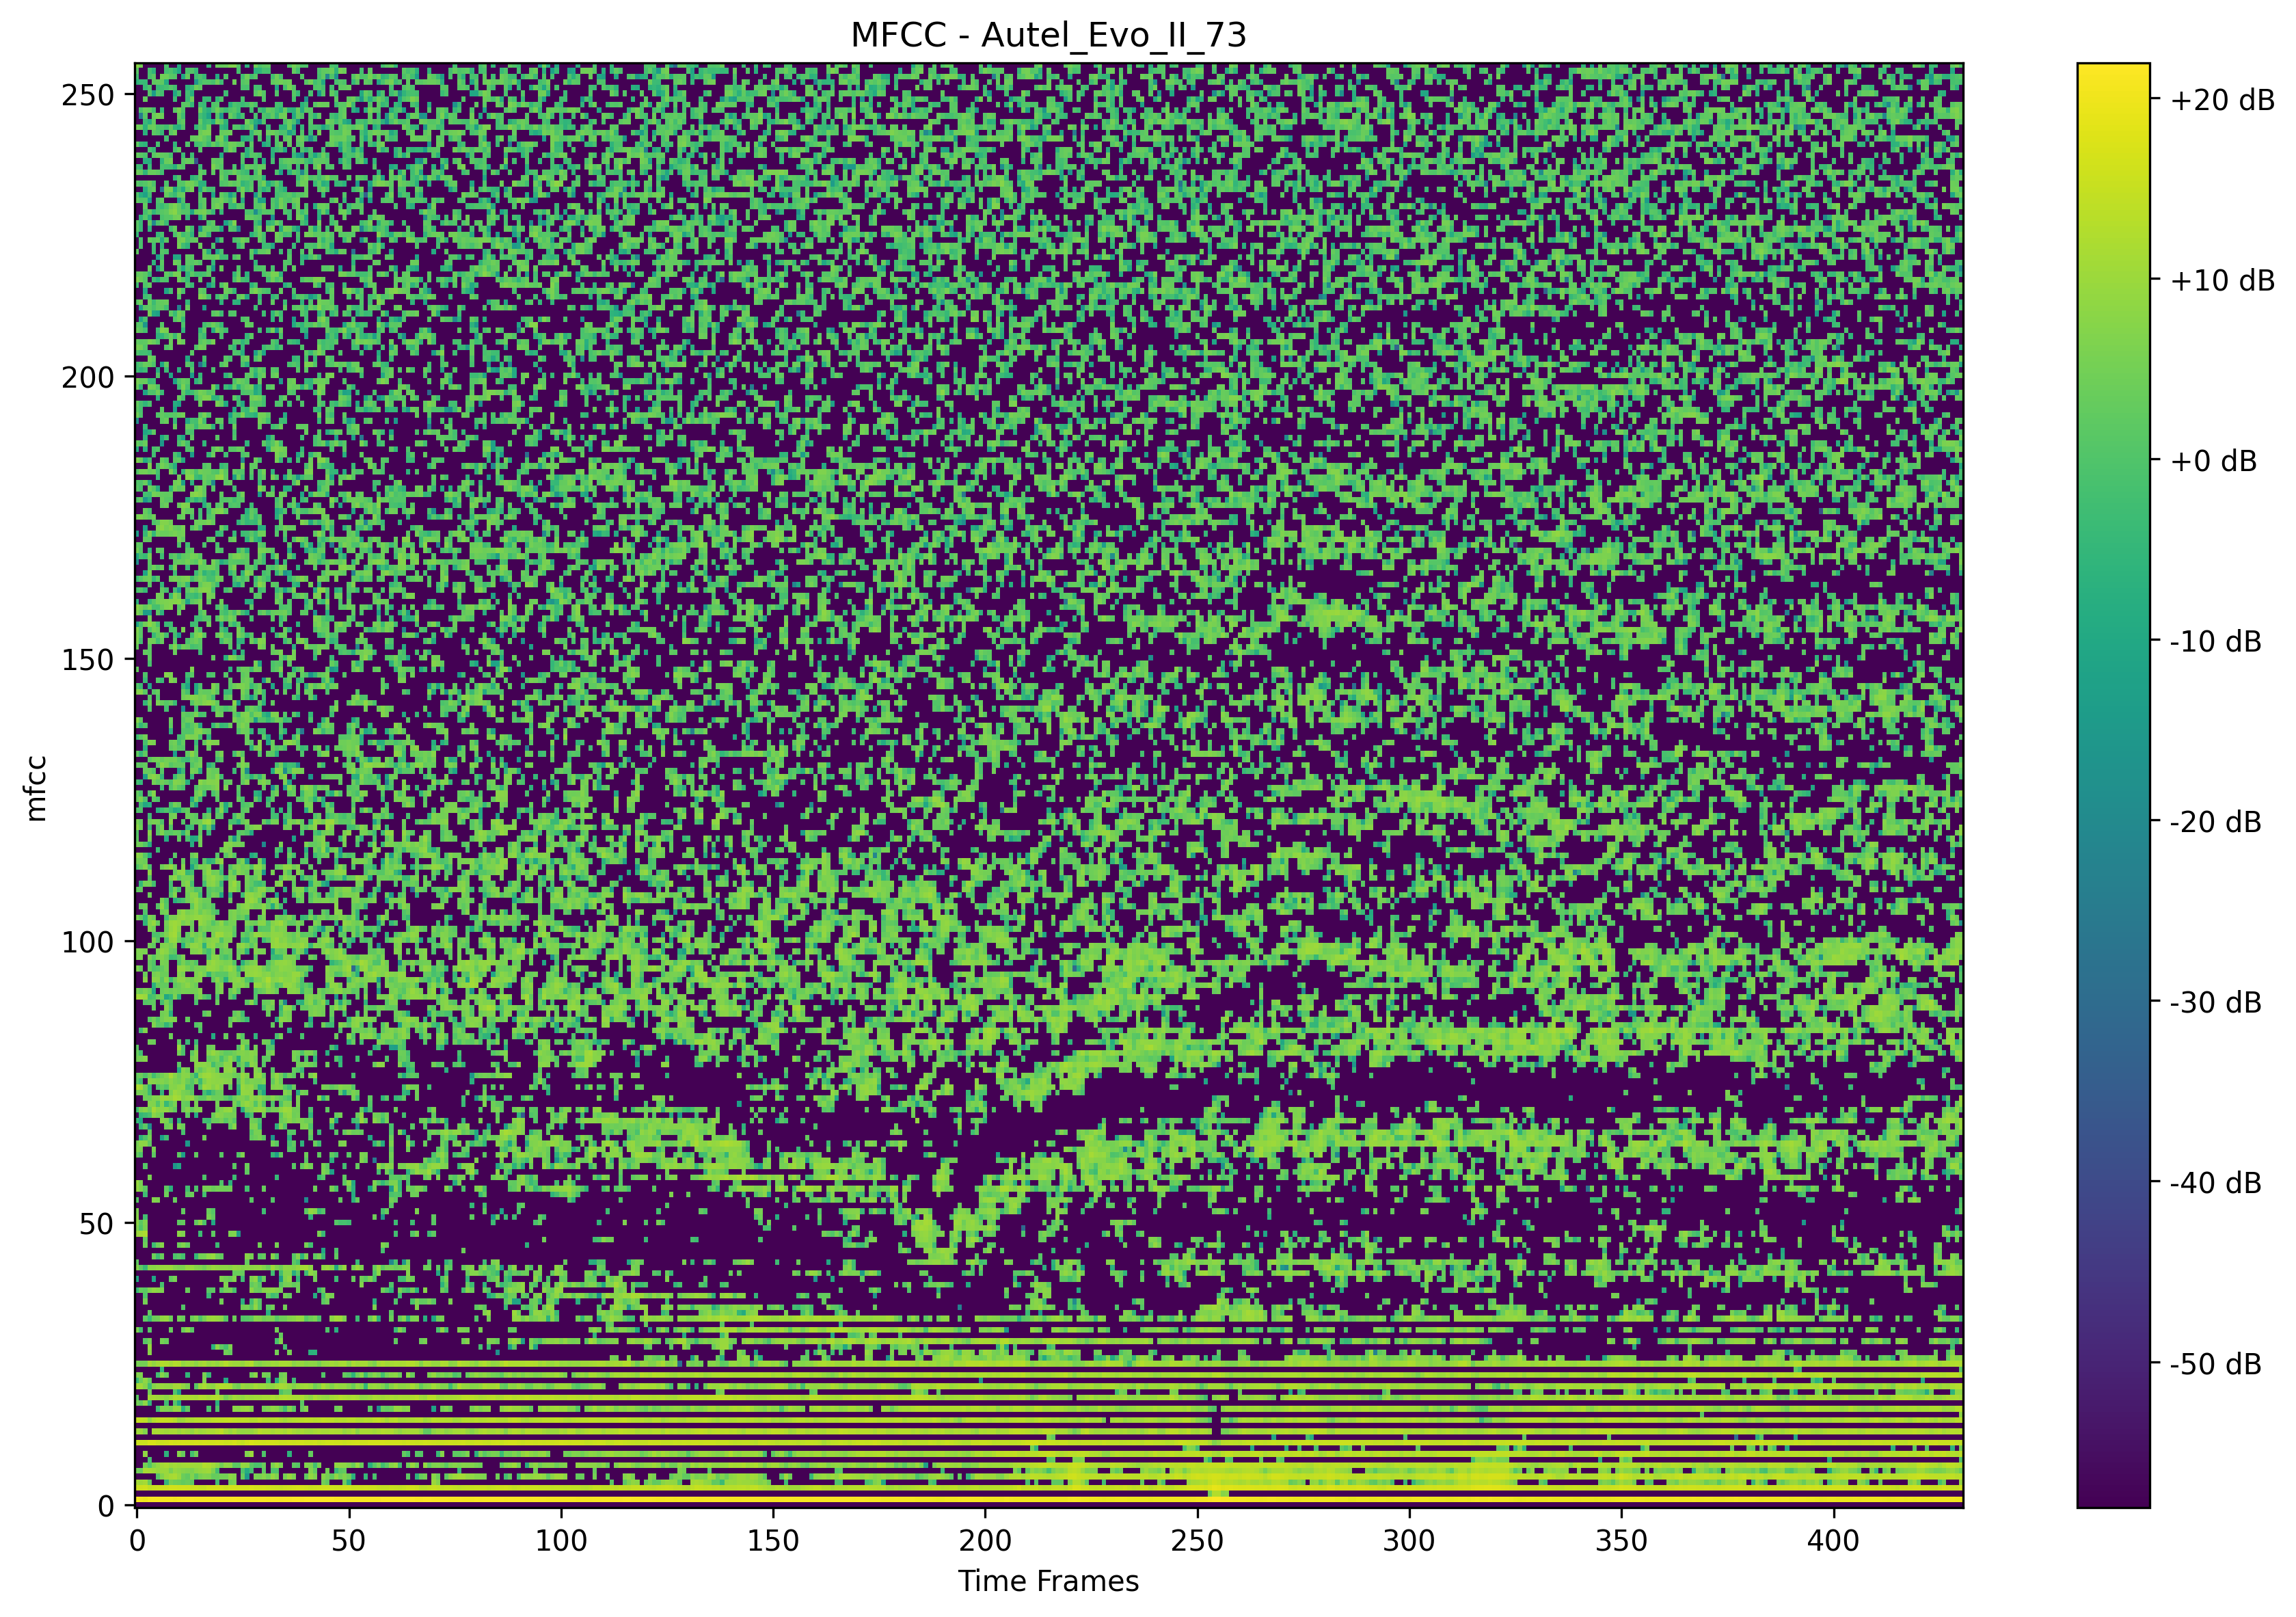 MFCC - Autel_Evo_II_73
250
200
150
100
50
0
mfcc
0 50 100 150 200 250 300 350 400
Time Frames
+20 dB
+10 dB
+0 dB
-10 dB
-20 dB
-30 dB
-40 dB
-50 dB